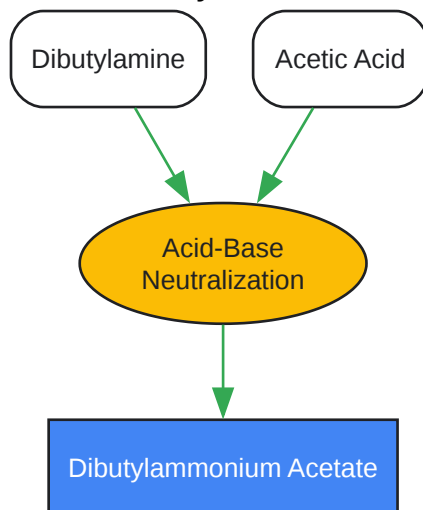 Dibutylamine
Acetic Acid
Acid-Base
Neutralization
Dibutylammonium Acetate